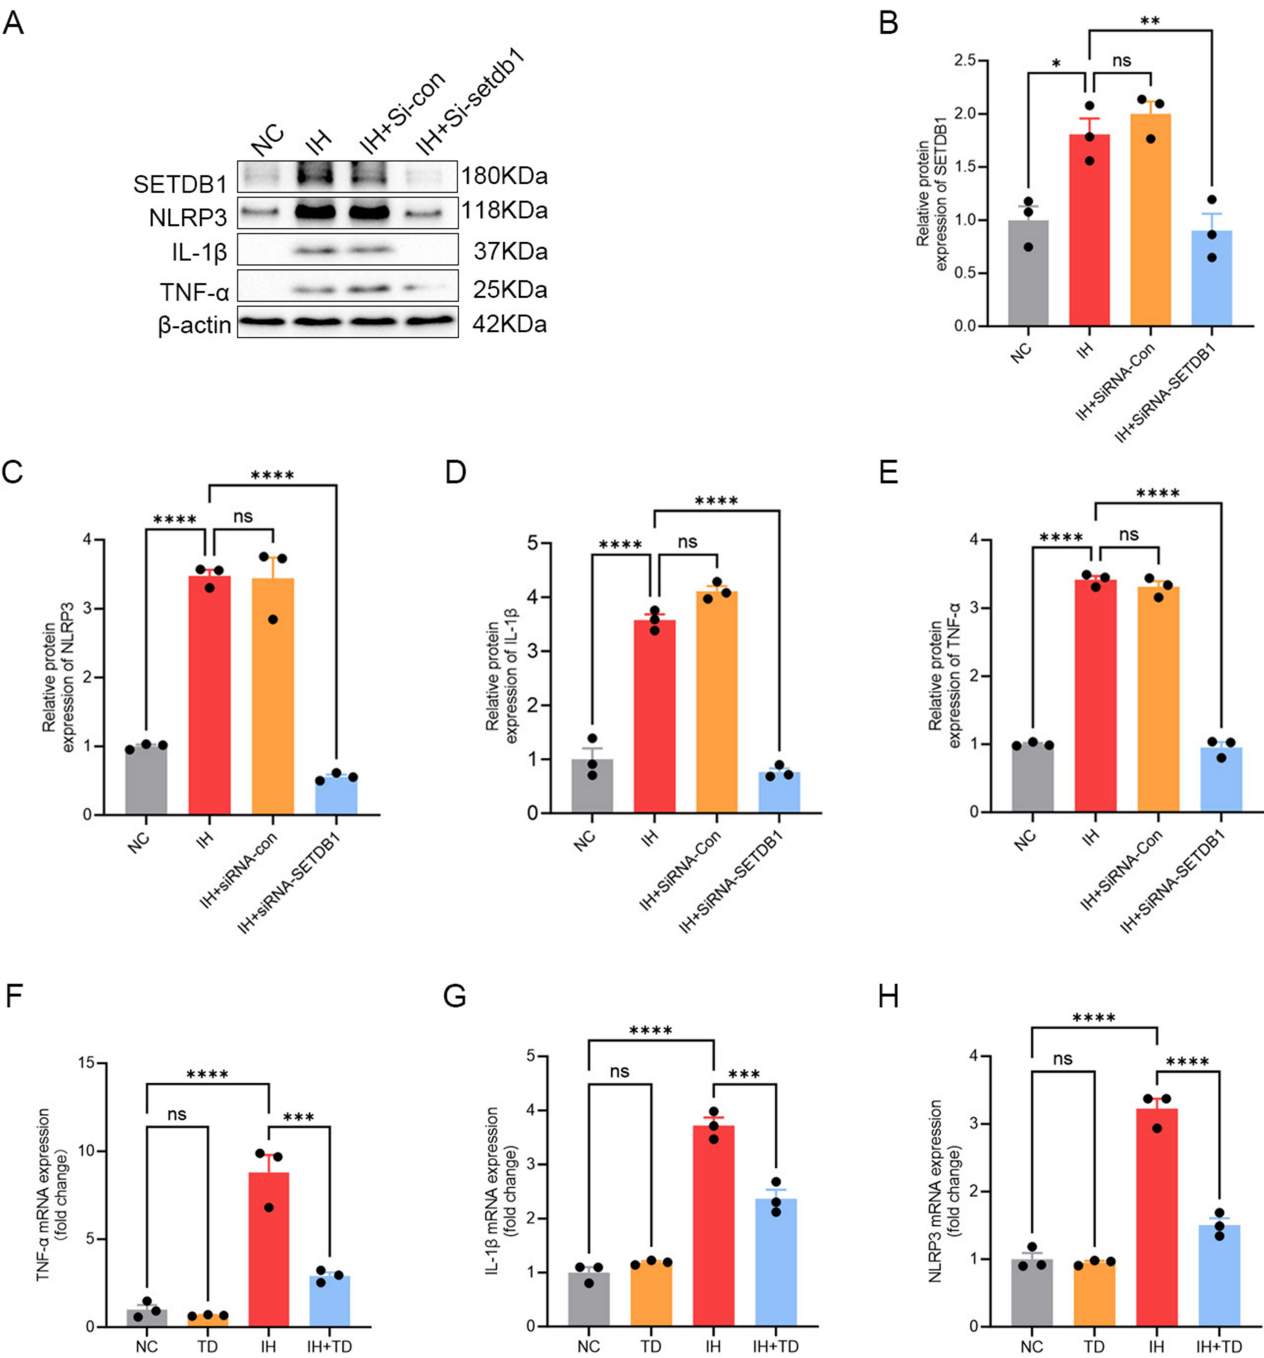 A
NC
IH
IH+Si-con
IH+Si-setdb1
SETDB1
180KDa
NLRP3
118KDa
IL-1β
37KDa
TNF-α
25KDa
β-actin
42KDa
B
**
*
ns
2.5
2.0
1.5
1.0
0.5
0.0
Relative protein
expression of SETDB1
NC
IH
IH+SiRNA-Con
IH+SiRNA-SETDB1
C
****
****
ns
4
3
2
1
0
Relative protein
expression of NLRP3
NC
IH
IH+siRNA-con
IH+siRNA-SETDB1
D
****
****
ns
5
4
3
2
1
0
Relative protein
expression of IL-1β
NC
IH
IH+SiRNA-Con
IH+SiRNA-SETDB1
E
****
****
ns
4
3
2
1
0
Relative protein
expression of TNF-α
NC
IH
IH+SiRNA-Con
IH+SiRNA-SETDB1
F
****
ns
***
15
10
5
0
TNF-α mRNA expression
(fold change)
NC
TD
IH
IH+TD
G
****
ns
***
5
4
3
2
1
0
IL-1β mRNA expression
(fold change)
NC
TD
IH
IH+TD
H
****
ns
****
4
3
2
1
0
NLRP3 mRNA expression
(fold change)
NC
TD
IH
IH+TD